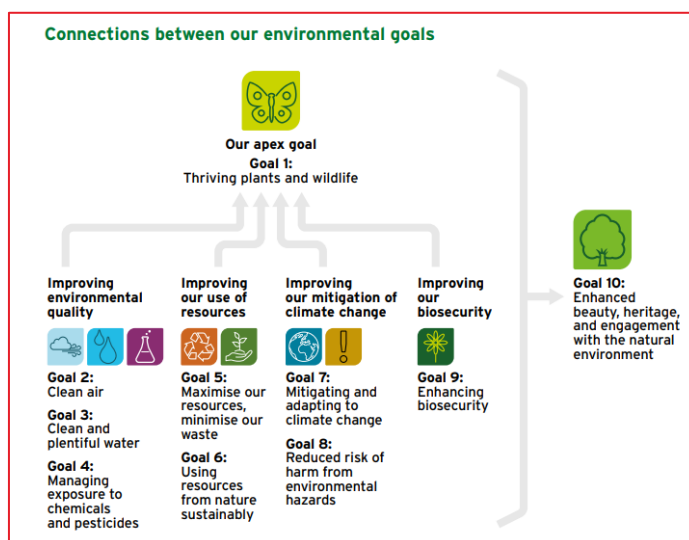 Connections between our environmental goals
Our apex goal
Goal 1:
Thriving plants and wildlife
Improving
environmental
quality
Goal 2:
Clean air
Goal 3:
Clean and
plentiful water
Goal 4:
Managing
exposure to
chemicals
and pesticides
Improving
our use of
resources
Goal 5:
Maximise our
resources,
minimise our
waste
Goal 6:
Using
resources
from nature
sustainably
Improving
our mitigation of
climate change
Goal 7:
Mitigating and
adapting to
climate change
Goal 8:
Reduced risk of
harm from
environmental
hazards
Improving
our
biosecurity
Goal 9:
Enhancing
biosecurity
Goal 10:
Enhanced
beauty, heritage,
and engagement
with the natural
environment